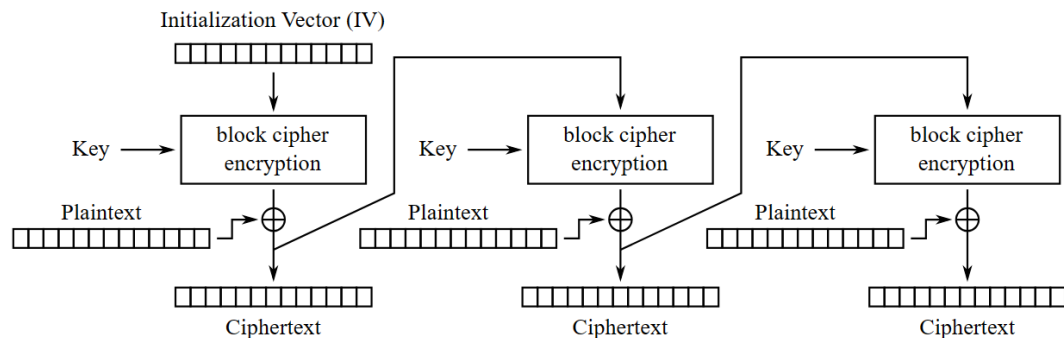 Initialization Vector (IV)
Key
block cipher
encryption
Key
block cipher
encryption
Key
block cipher
encryption
Plaintext
Plaintext
Plaintext
Ciphertext
Ciphertext
Ciphertext